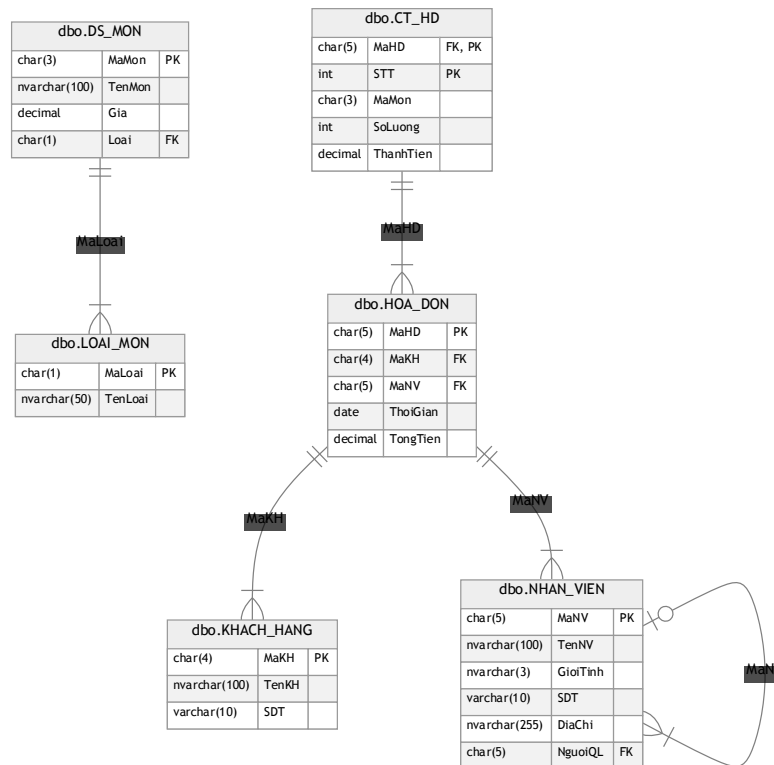 dbo.DS_MON
char(3) MaMon PK
nvarchar(100) TenMon
decimal Gia
char(1) Loai FK
dbo.CT_HD
char(5) MaHD FK, PK
int STT PK
char(3) MaMon
int SoLuong
decimal ThanhTien
MaLoai
MaHD
dbo.LOAI_MON
char(1) MaLoai PK
nvarchar(50) TenLoai
dbo.HOA_DON
char(5) MaHD PK
char(4) MaKH FK
char(5) MaNV FK
date ThoiGian
decimal TongTien
MaKH
MaNV
dbo.KHACH_HANG
char(4) MaKH PK
nvarchar(100) TenKH
varchar(10) SDT
dbo.NHAN_VIEN
char(5) MaNV PK
nvarchar(100) TenNV
nvarchar(3) GioiTinh
varchar(10) SDT
nvarchar(255) DiaChi
char(5) NguoiQL FK